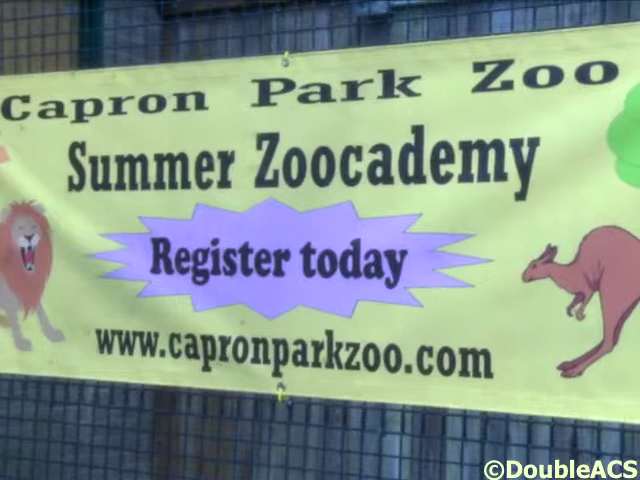 Capron Park Zoo
Summer Zoocademy
Register today
www.capronparkzoo.com
©DoubleACS